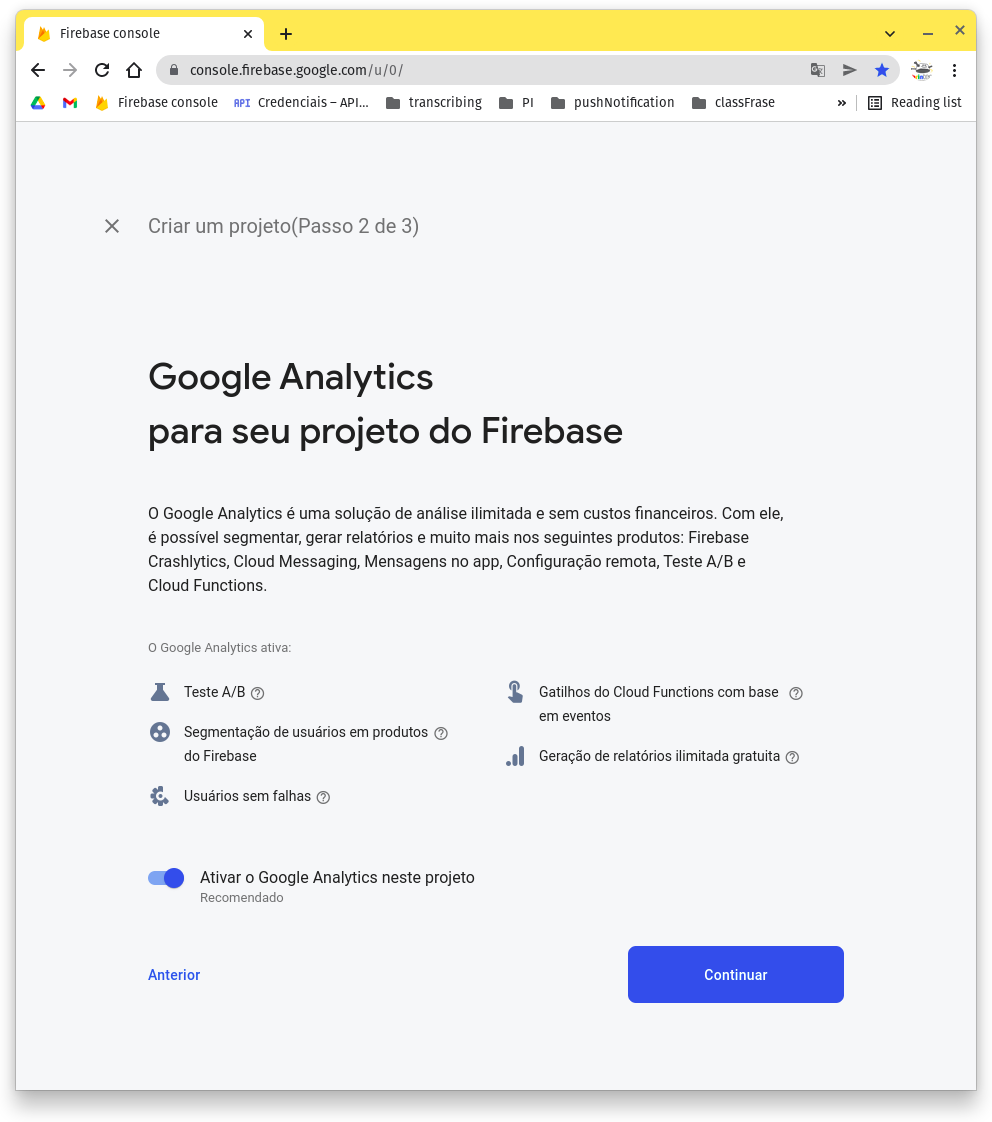 Firebase console
console.firebase.google.com/u/0/
Firebase console API Credenciais – API... transcribing PI pushNotification classFrase » Reading list
Criar um projeto(Passo 2 de 3)
Google Analytics
para seu projeto do Firebase
O Google Analytics é uma solução de análise ilimitada e sem custos financeiros. Com ele,
é possível segmentar, gerar relatórios e muito mais nos seguintes produtos: Firebase
Crashlytics, Cloud Messaging, Mensagens no app, Configuração remota, Teste A/B e
Cloud Functions.
O Google Analytics ativa:
Teste A/B
Segmentação de usuários em produtos
do Firebase
Usuários sem falhas
Gatilhos do Cloud Functions com base
em eventos
Geração de relatórios ilimitada gratuita
Ativar o Google Analytics neste projeto
Recomendado
Anterior
Continuar